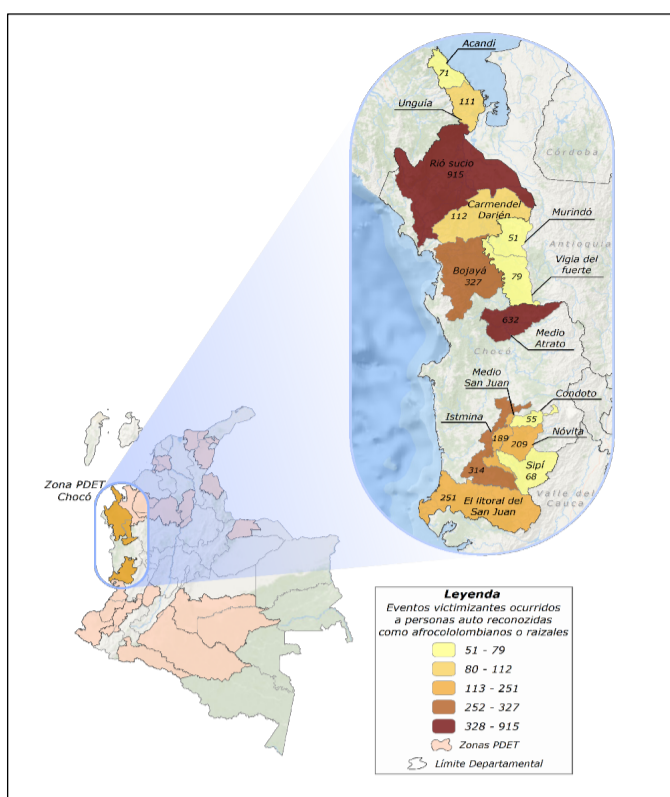 Acandí
71
111
Unguía
Córdoba
Rió sucio
915
Carmendel
Darién
112
Murindó
51
Antioquia
Vigia del
fuerte
79
Bojayá
327
632
Medio
Atrato
Chocó
Medio
San Juan
Condoto
55
Istmina
189
209
Nóvita
Sipí
68
314
Valle del
Cauca
251
El litoral del
San Juan
Zona PDET
Chocó
Leyenda
Eventos victimizantes ocurridos
a personas auto reconozidas
como afrocololombianos o raizales
51 - 79
80 - 112
113 - 251
252 - 327
328 - 915
Zonas PDET
Límite Departamental